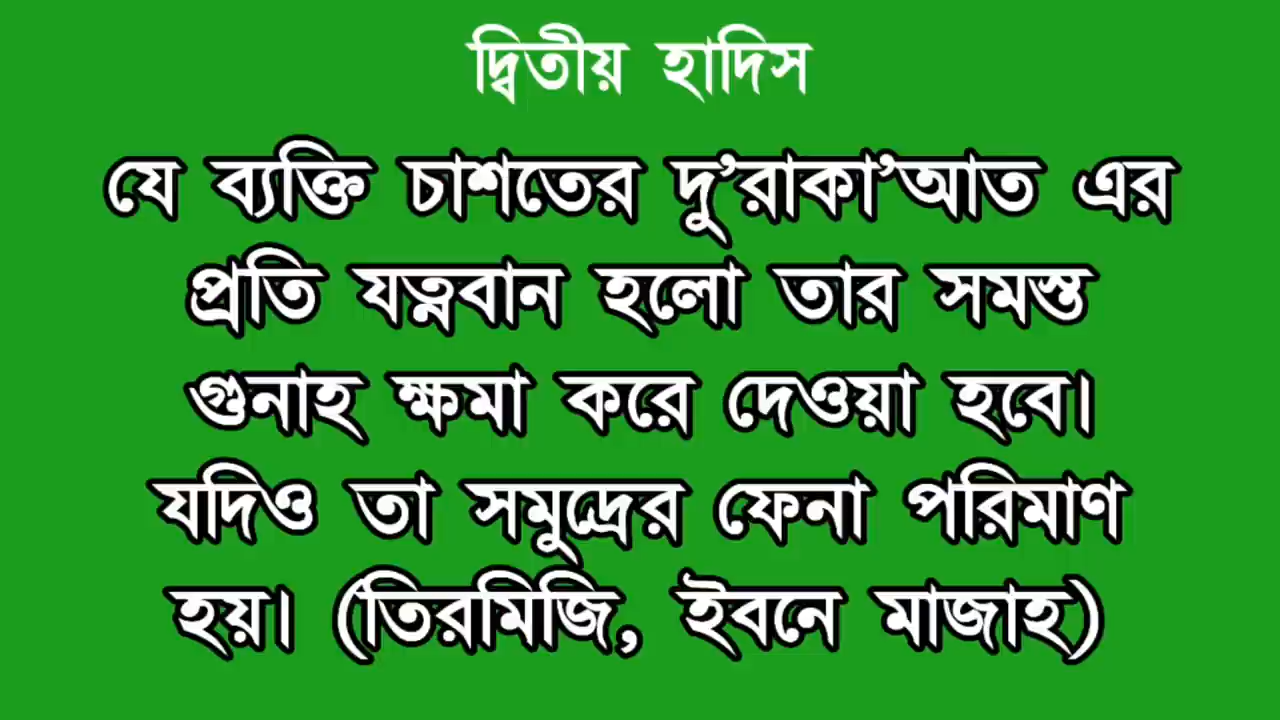 দ্বিতীয় হাদিস
যে ব্যক্তি চাশতের দু’রাকা’আত এর
প্রতি যত্নবান হলো তার সমস্ত
গুনাহ ক্ষমা করে দেওয়া হবে।
যদিও তা সমুদ্রের ফেনা পরিমাণ
হয়। (তিরমিজি, ইবনে মাজাহ)